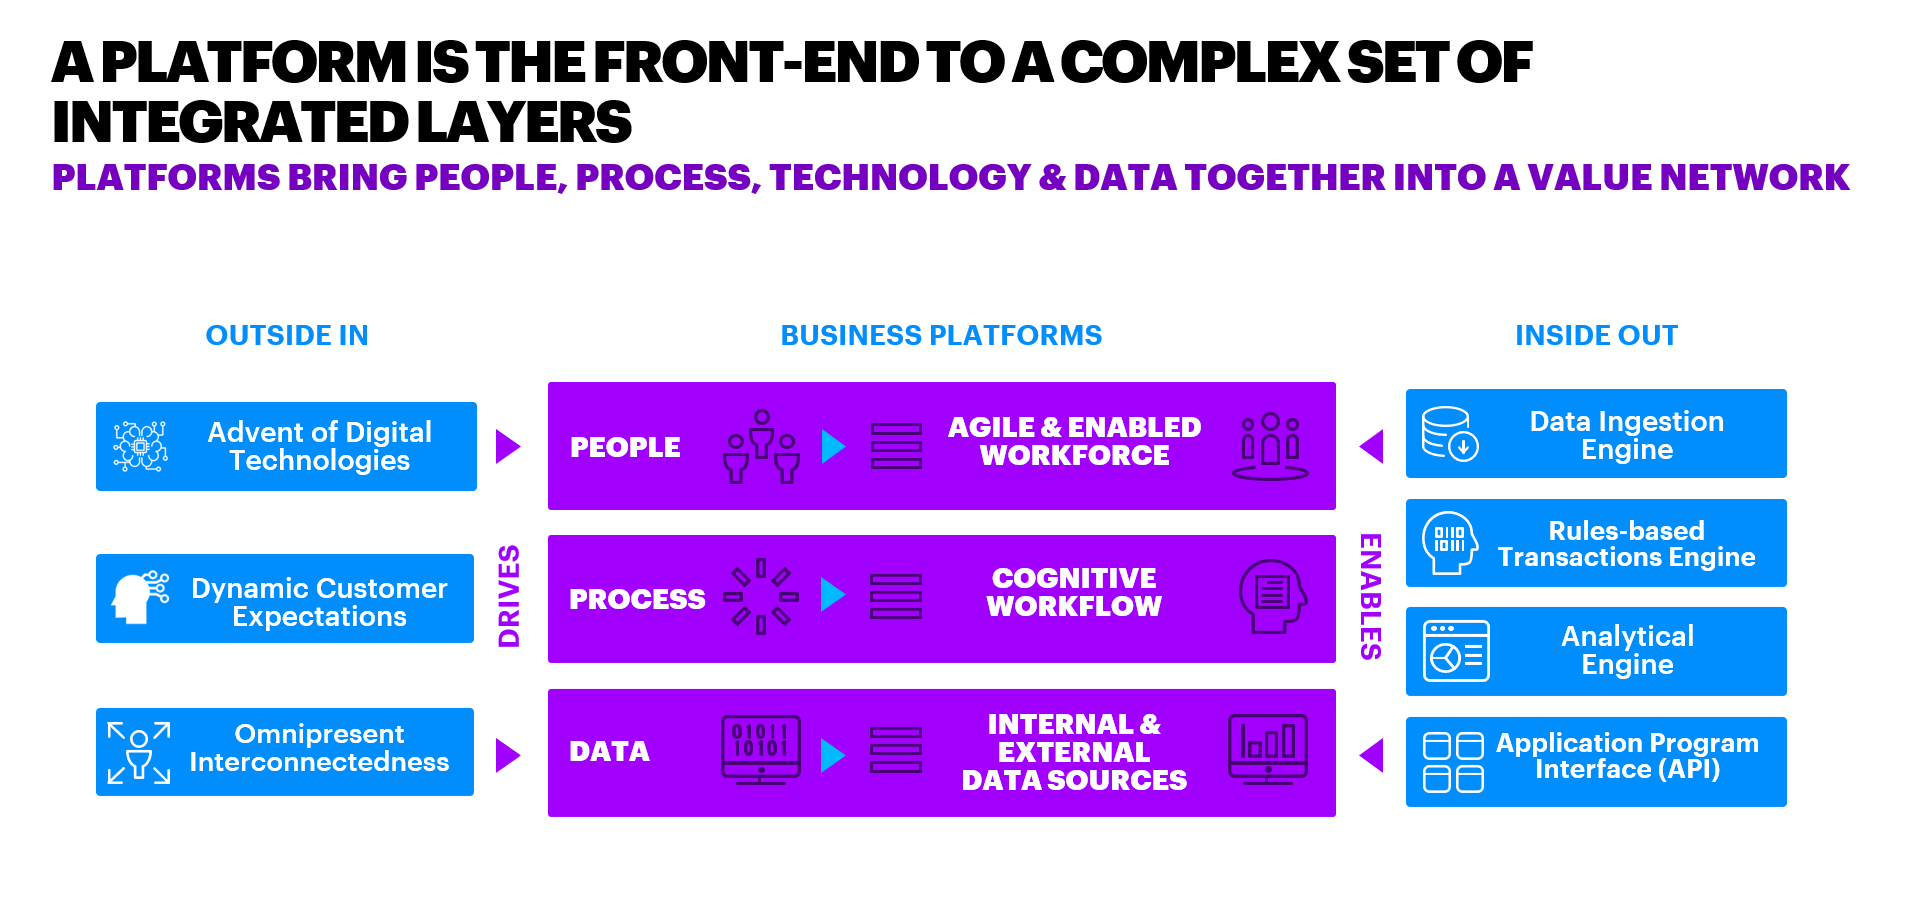 A PLATFORM IS THE FRONT-END TO A COMPLEX SET OF
INTEGRATED LAYERS
PLATFORMS BRING PEOPLE, PROCESS, TECHNOLOGY & DATA TOGETHER INTO A VALUE NETWORK
OUTSIDE IN
Advent of Digital
Technologies
Dynamic Customer
Expectations
Omnipresent
Interconnectedness
DRIVES
BUSINESS PLATFORMS
PEOPLE
AGILE & ENABLED
WORKFORCE
PROCESS
COGNITIVE
WORKFLOW
DATA
01011
10101
INTERNAL &
EXTERNAL
DATA SOURCES
ENABLES
INSIDE OUT
Data Ingestion
Engine
Rules-based
Transactions Engine
Analytical
Engine
Application Program
Interface (API)